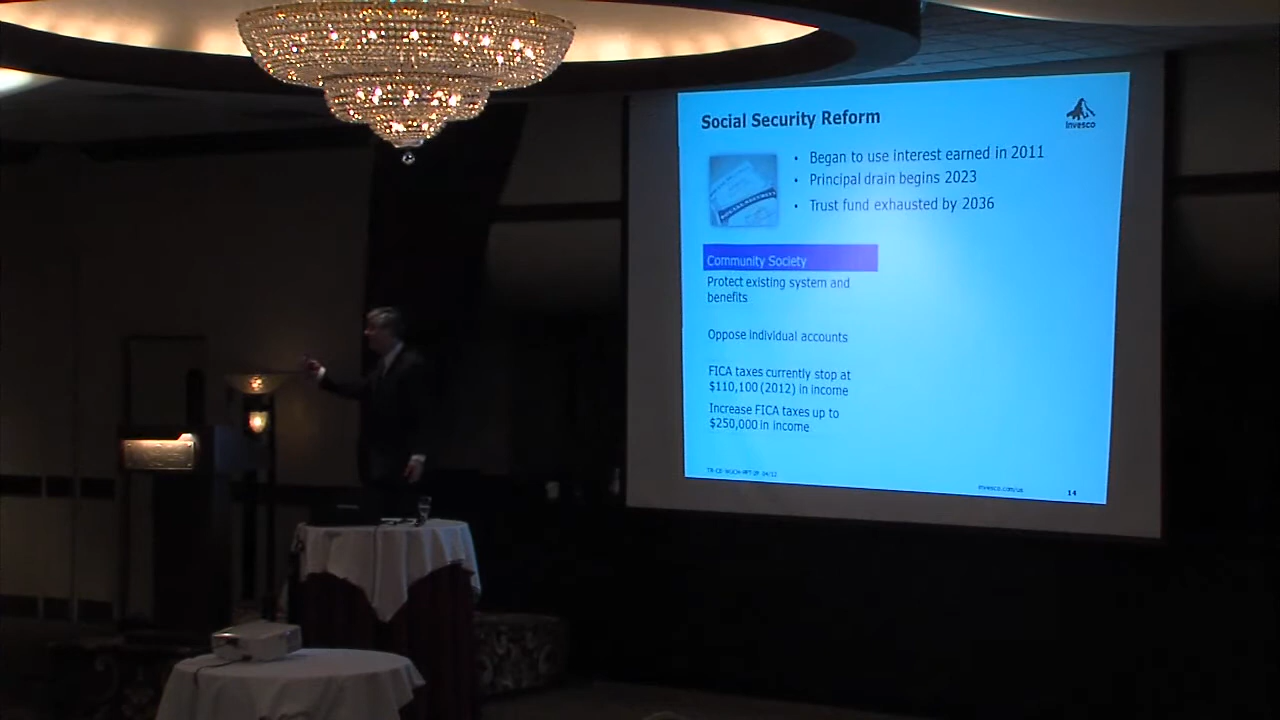 Social Security Reform
Invesco
• Began to use interest earned in 2011
• Principal drain begins 2023
• Trust fund exhausted by 2036
SOCIAL SECURITY
Community Society
Protect existing system and
benefits
Oppose individual accounts
FICA taxes currently stop at
$110,100 (2012) in income
Increase FICA taxes up to
$250,000 in income
invesco.com/us
14